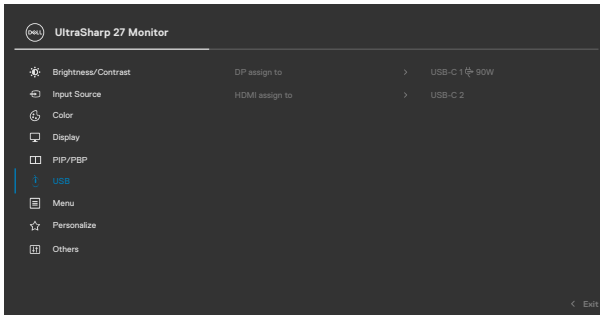 DELL UltraSharp 27 Monitor
Brightness/Contrast DP assign to > USB-C 1 90W
Input Source HDMI assign to > USB-C 2
Color
Display
PIP/PBP
USB
Menu
Personalize
Others
< Exit